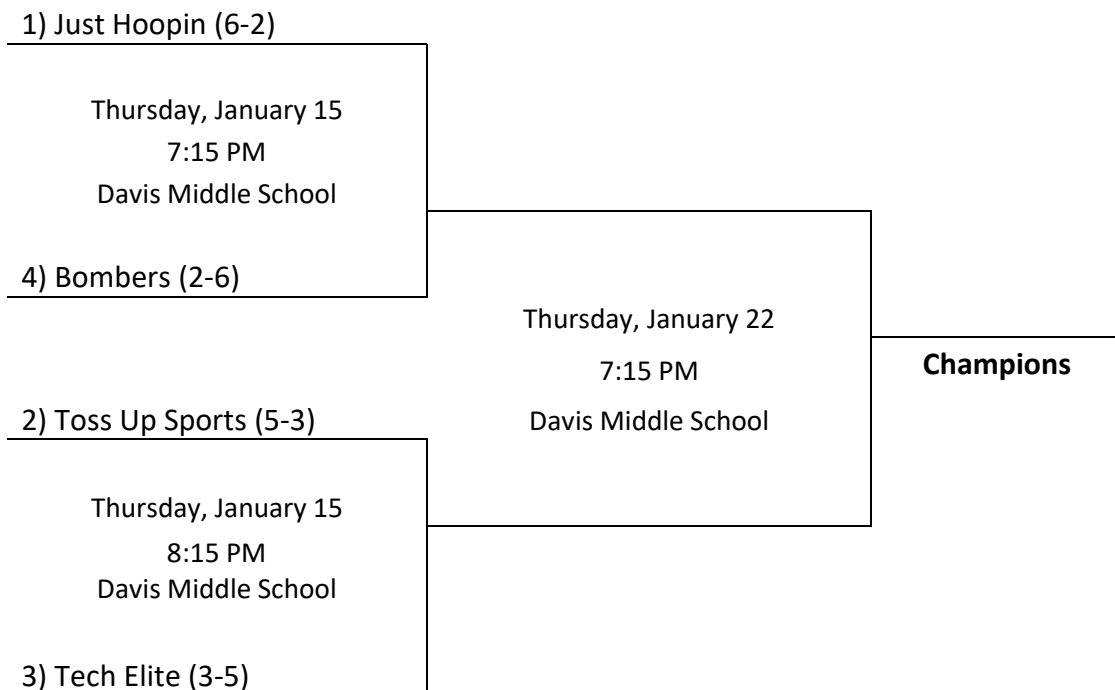 1) Just Hoopin (6-2)
Thursday, January 15
7:15 PM
Davis Middle School
4) Bombers (2-6)
Thursday, January 22
7:15 PM
Davis Middle School
Champions
2) Toss Up Sports (5-3)
Thursday, January 15
8:15 PM
Davis Middle School
3) Tech Elite (3-5)